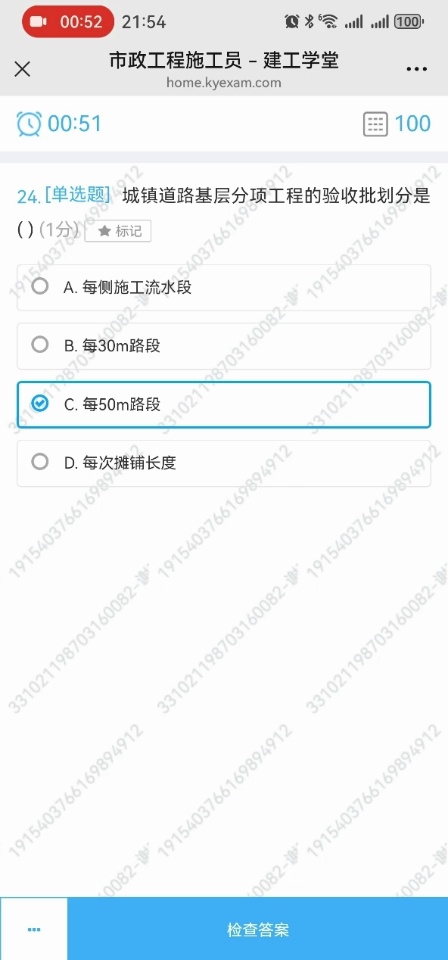 00:52 21:54 100
市政工程施工员 – 建工学堂
home.kyexam.com
00:51 100
24. [单选题] 城镇道路基层分项工程的验收批划分是
( ) (1分) ★ 标记
A. 每侧施工流水段
B. 每30m路段
C. 每50m路段
D. 每次摊铺长度
检查答案